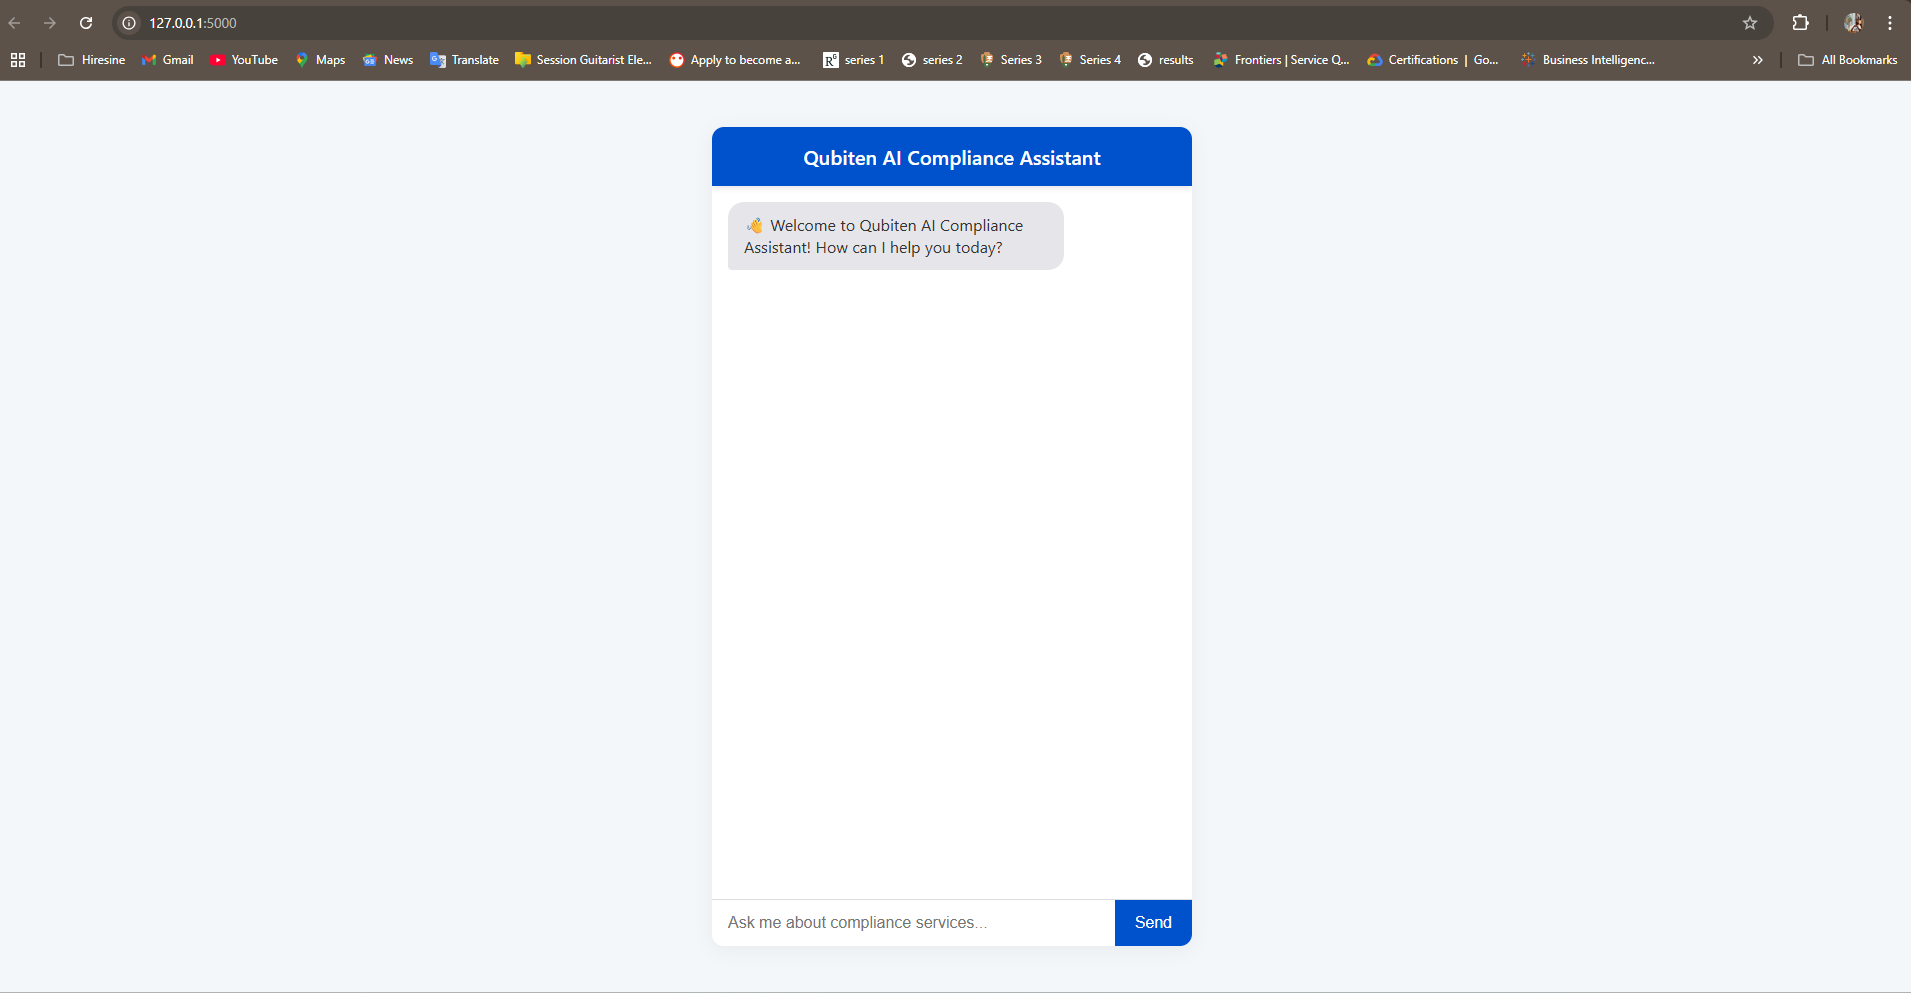 127.0.0.1:5000
Hiresine Gmail YouTube Maps News Translate Session Guitarist Ele... Apply to become a... series 1 series 2 Series 3 Series 4 results Frontiers | Service Q... Certifications | Go... Business Intelligenc... » All Bookmarks
Qubiten AI Compliance Assistant
👋 Welcome to Qubiten AI Compliance
Assistant! How can I help you today?
Ask me about compliance services... Send